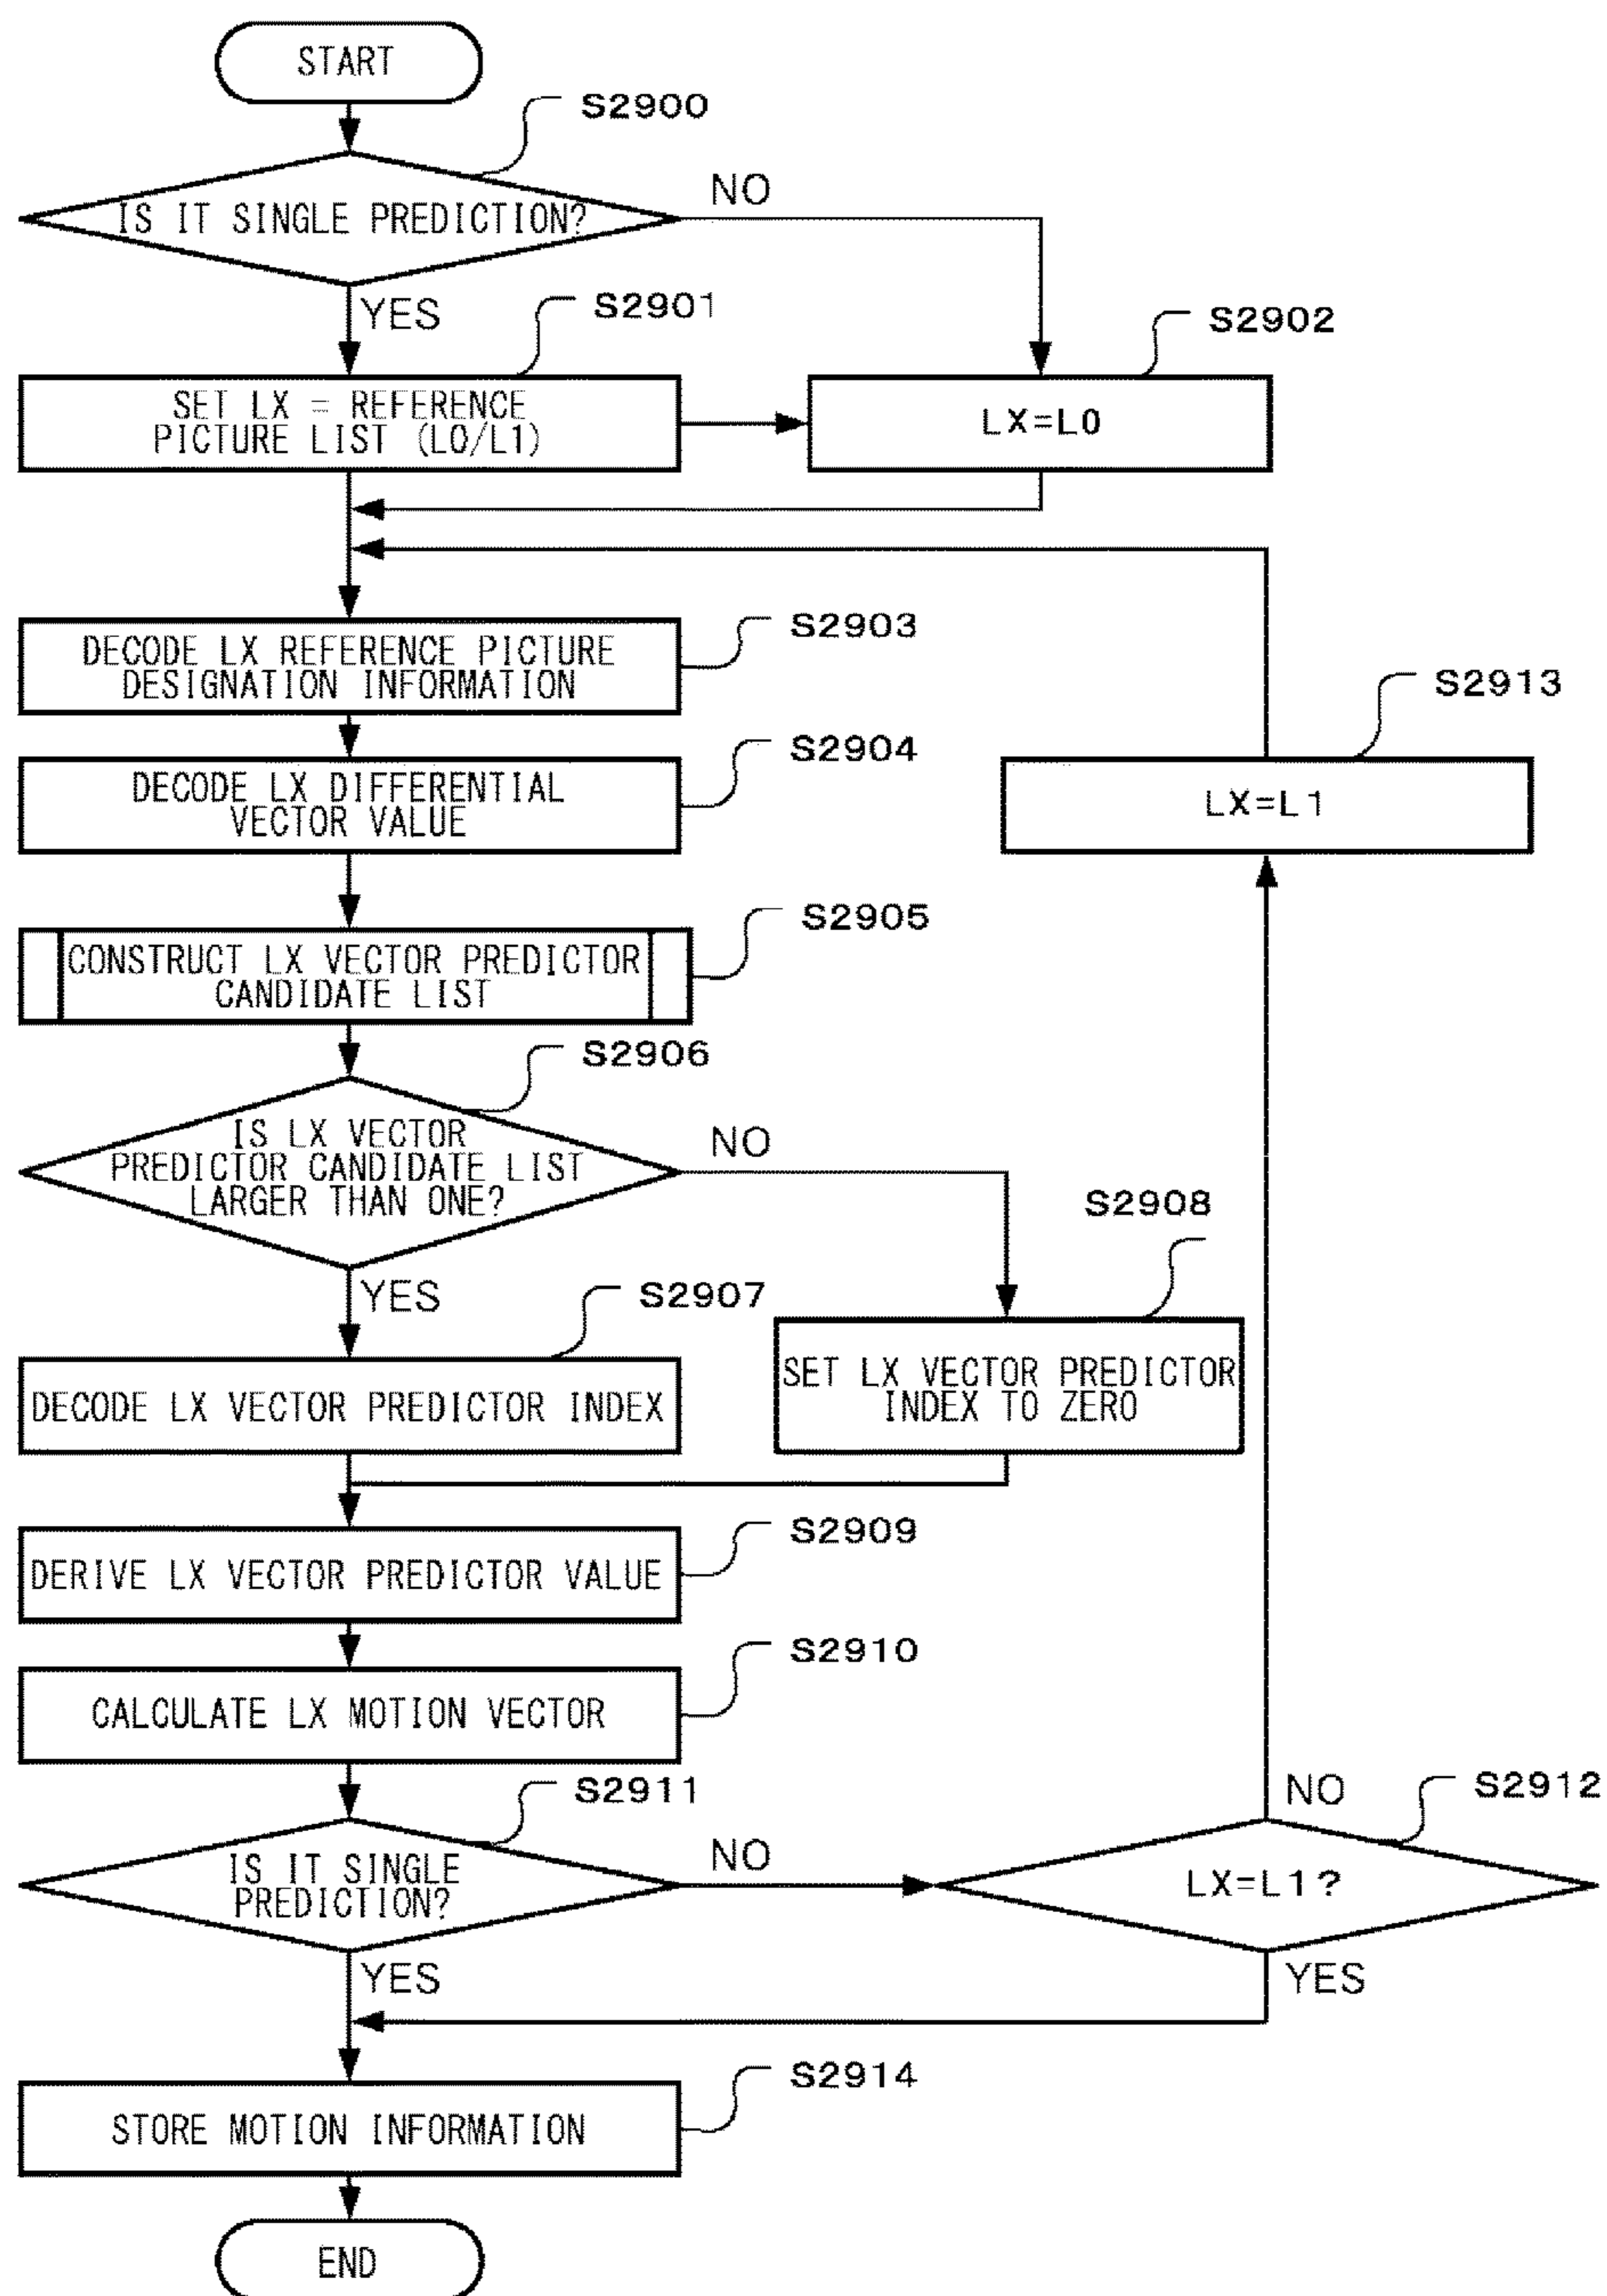 START
S2900
IS IT SINGLE PREDICTION?
NO
YES
S2901
S2902
SET LX = REFERENCE
PICTURE LIST (L0/L1)
LX=L0
S2903
DECODE LX REFERENCE PICTURE
DESIGNATION INFORMATION
S2913
S2904
DECODE LX DIFFERENTIAL
VECTOR VALUE
LX=L1
S2905
CONSTRUCT LX VECTOR PREDICTOR
CANDIDATE LIST
S2906
IS LX VECTOR
PREDICTOR CANDIDATE LIST
LARGER THAN ONE?
NO
S2908
YES
S2907
DECODE LX VECTOR PREDICTOR INDEX
SET LX VECTOR PREDICTOR
INDEX TO ZERO
S2909
DERIVE LX VECTOR PREDICTOR VALUE
S2910
CALCULATE LX MOTION VECTOR
S2911
NO
S2912
IS IT SINGLE
PREDICTION?
NO
LX=L1?
YES
YES
S2914
STORE MOTION INFORMATION
END